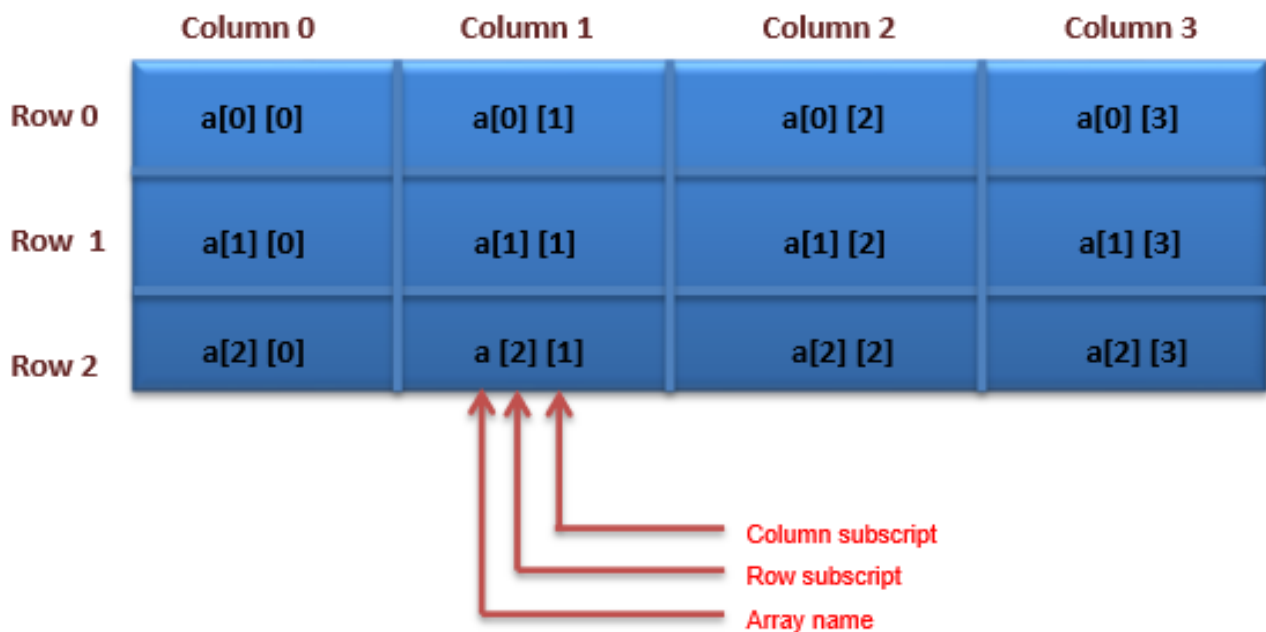 Column 0 Column 1 Column 2 Column 3
Row 0 a[0] [0] a[0] [1] a[0] [2] a[0] [3]
Row 1 a[1] [0] a[1] [1] a[1] [2] a[1] [3]
Row 2 a[2] [0] a [2] [1] a[2] [2] a[2] [3]
Column subscript
Row subscript
Array name